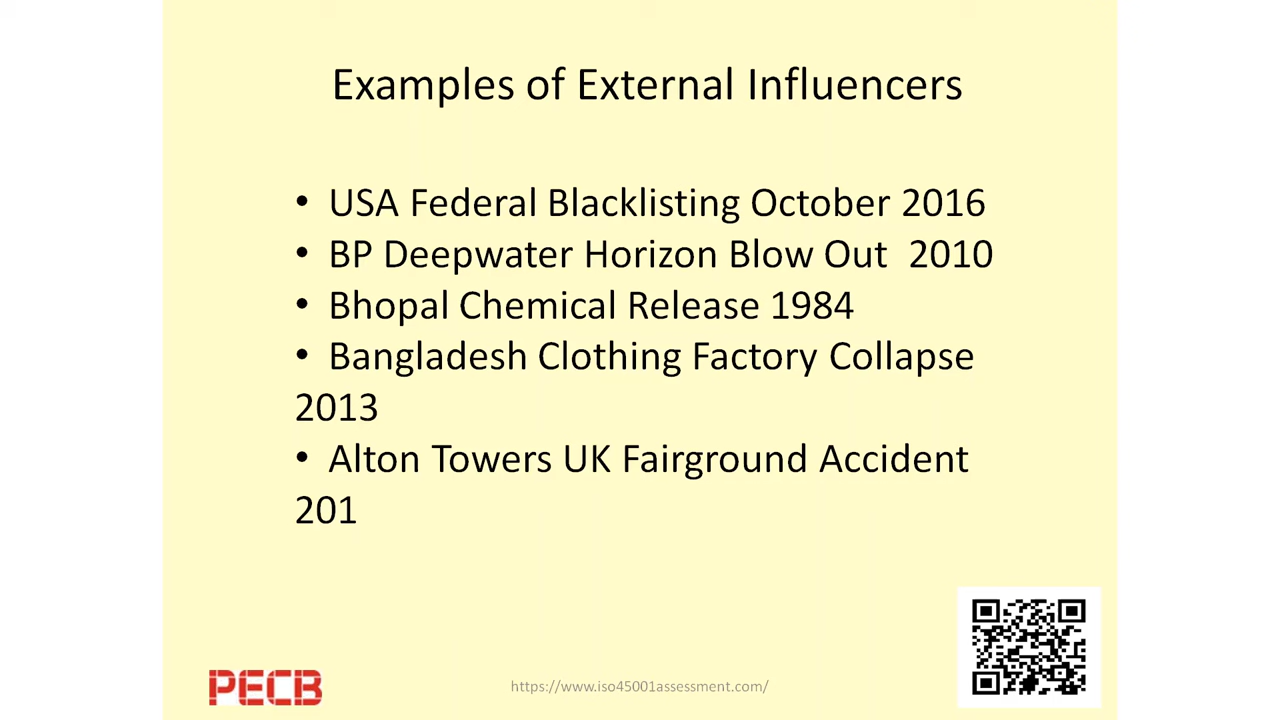 Examples of External Influencers
• USA Federal Blacklisting October 2016
• BP Deepwater Horizon Blow Out  2010
• Bhopal Chemical Release 1984
• Bangladesh Clothing Factory Collapse
2013
• Alton Towers UK Fairground Accident
201
PECB
https://www.iso45001assessment.com/